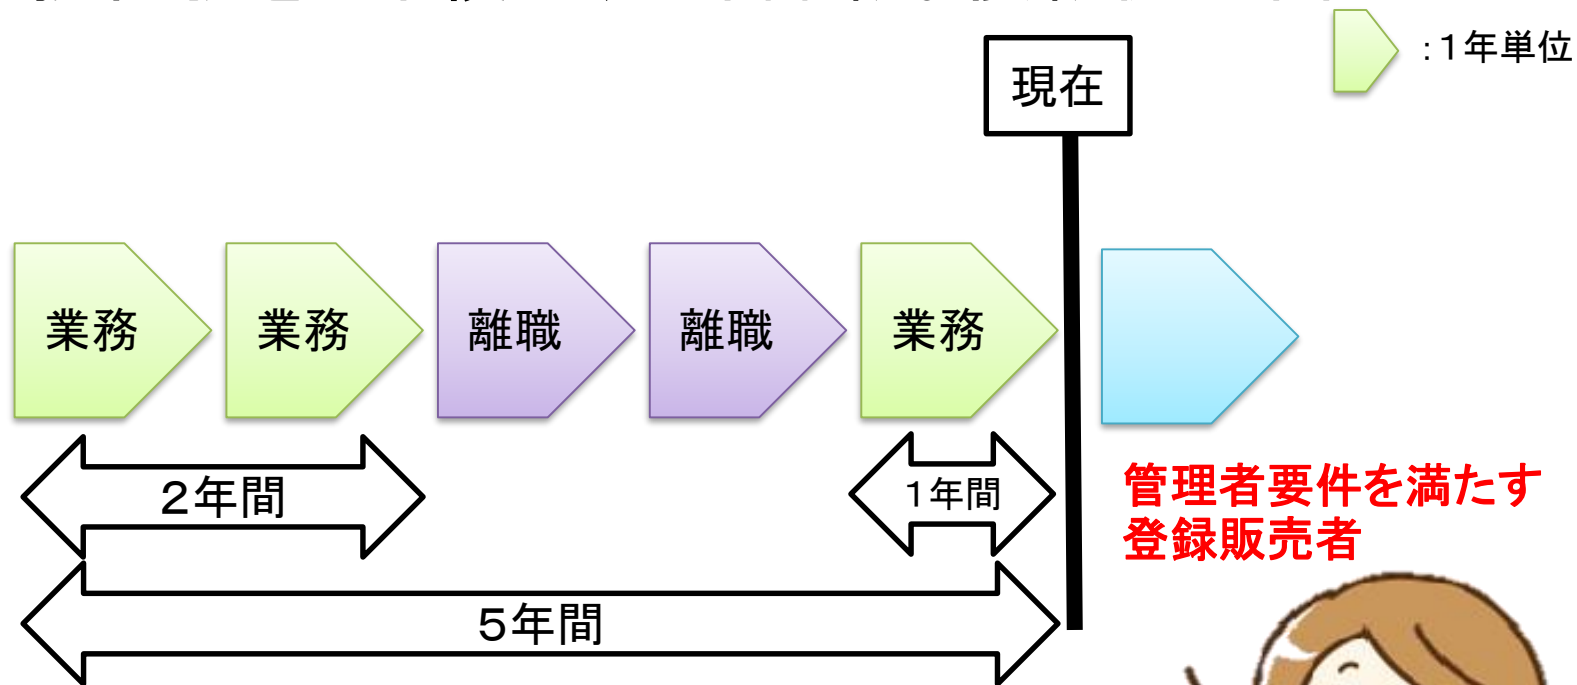 :1年単位
現在
業務
業務
離職
離職
業務
2年間
1年間
管理者要件を満たす
登録販売者
5年間